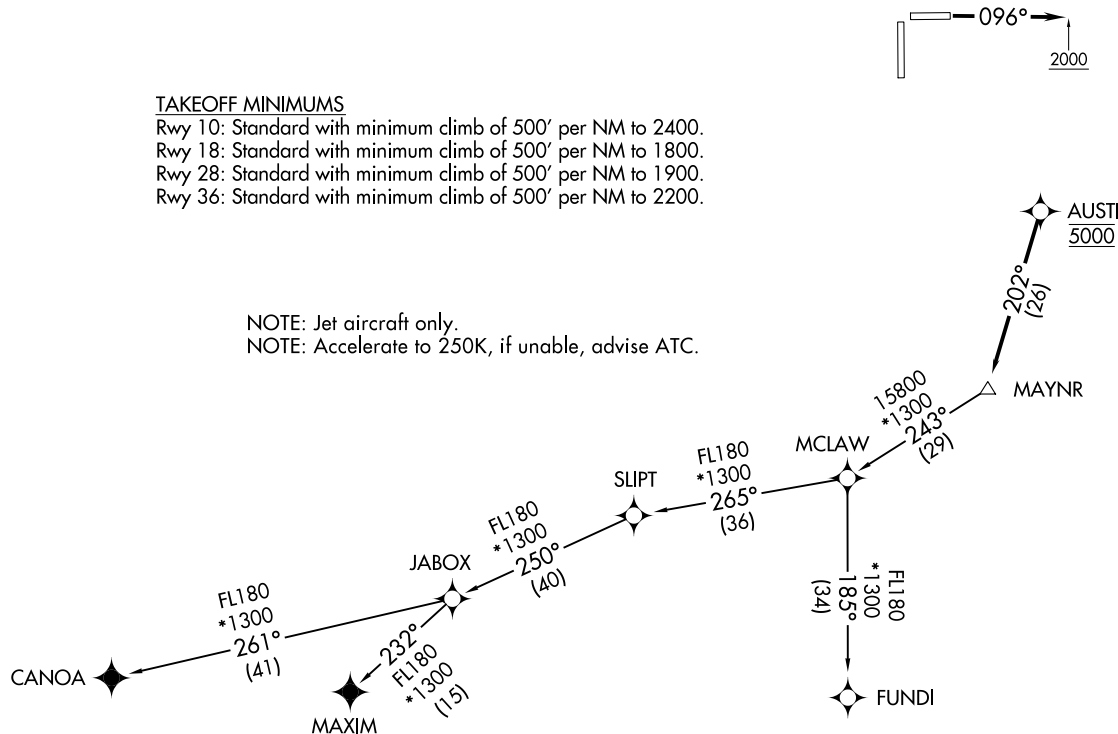 096°
2000
TAKEOFF MINIMUMS
Rwy 10: Standard with minimum climb of 500' per NM to 2400.
Rwy 18: Standard with minimum climb of 500' per NM to 1800.
Rwy 28: Standard with minimum climb of 500' per NM to 1900.
Rwy 36: Standard with minimum climb of 500' per NM to 2200.
AUSTI
5000
202°
(26)
NOTE: Jet aircraft only.
NOTE: Accelerate to 250K, if unable, advise ATC.
MAYNR
15800
*1300
243°
(29)
MCLAW
FL180
*1300
265°
(36)
SLIPT
FL180
*1300
250°
(40)
JABOX
FL180
*1300
185°
(34)
FL180
*1300
261°
(41)
232°
FL180
*1300
(15)
CANOA
MAXIM
FUNDI